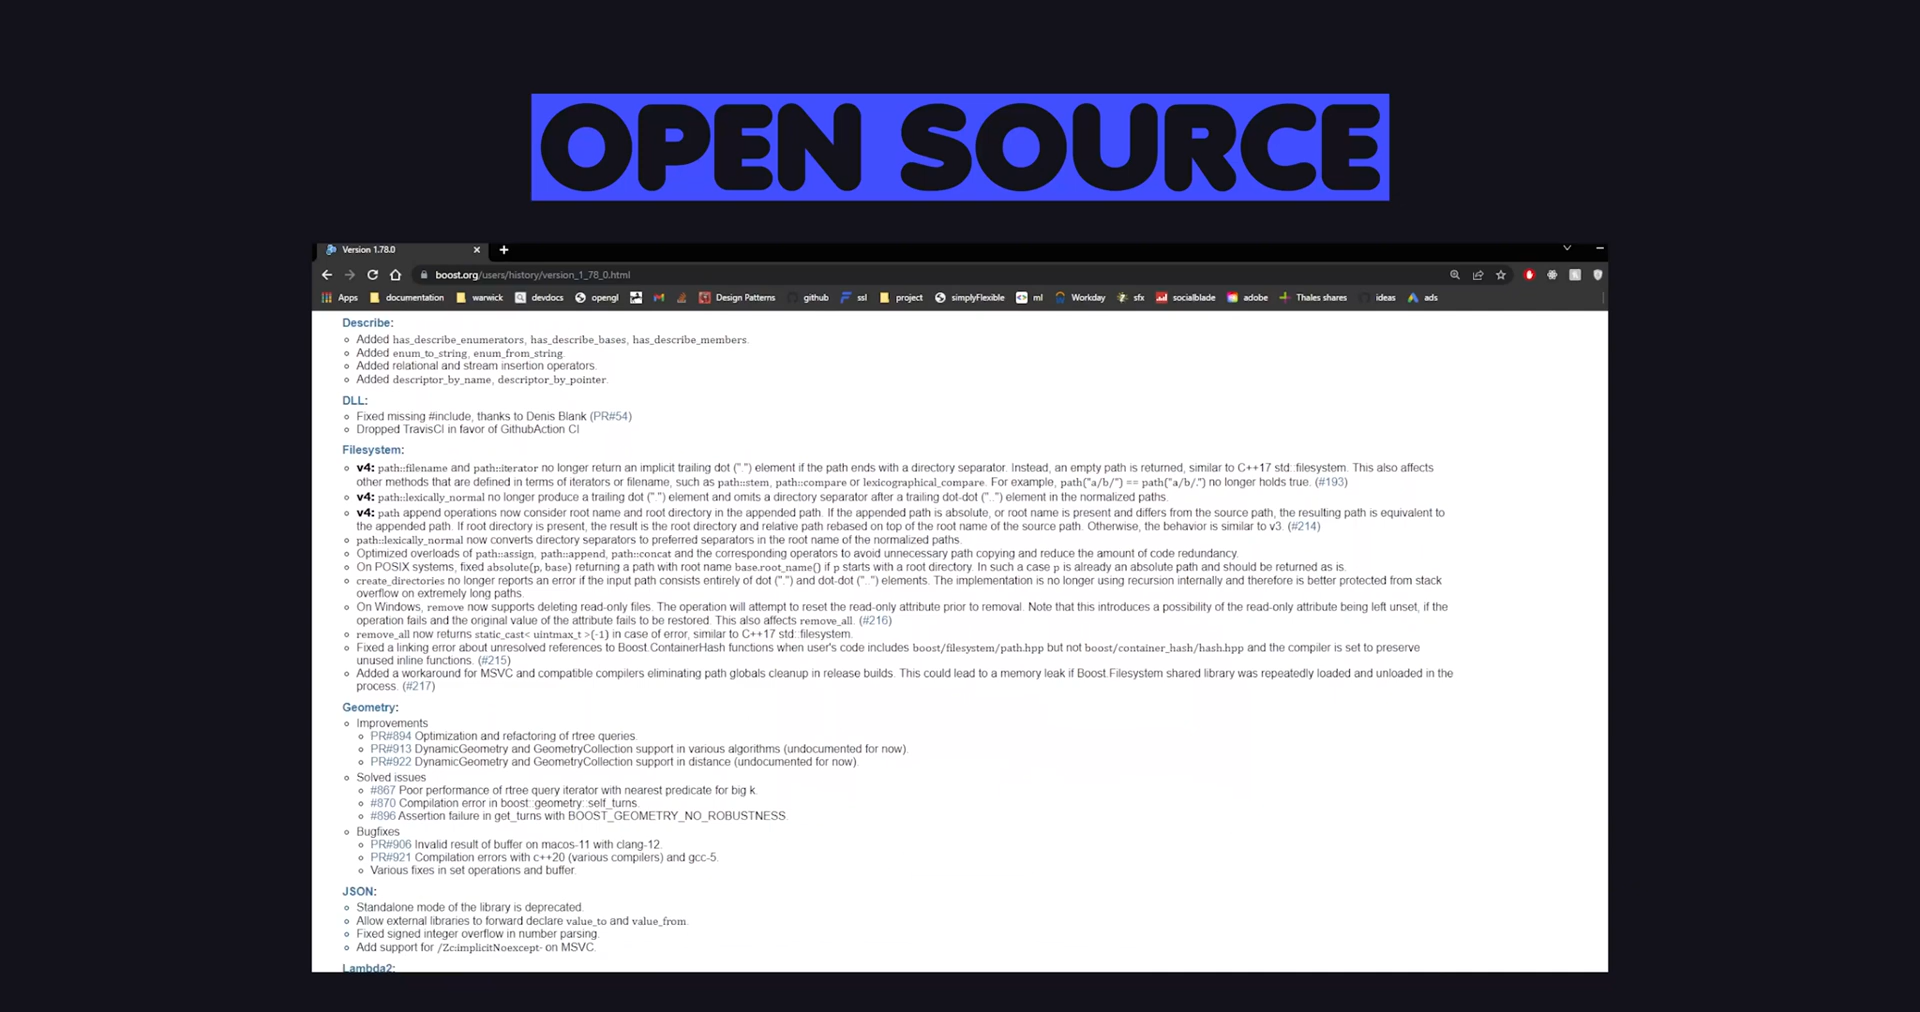 OPEN SOURCE
Version 1.78.0
boost.org/users/history/version_1_78_0.html
Apps documentation warwick devdocs opengl Design Patterns github ssl project simplyFlexible ml Workday sfx socialblade adobe Thales shares ideas ads
Describe:
Added has_describe_enumerators, has_describe_bases, has_describe_members.
Added enum_to_string, enum_from_string.
Added relational and stream insertion operators.
Added descriptor_by_name, descriptor_by_pointer.
DLL:
Fixed missing #include, thanks to Denis Blank (PR#54)
Dropped TravisCI in favor of GithubAction CI
Filesystem:
v4: path::filename and path::iterator no longer return an implicit trailing dot (".") element if the path ends with a directory separator. Instead, an empty path is returned, similar to C++17 std::filesystem. This also affects
other methods that are defined in terms of iterators or filename, such as path::stem, path::compare or lexicographical_compare. For example, path("a/b/") == path("a/b/.") no longer holds true. (#193)
v4: path::lexically_normal no longer produce a trailing dot (".") element and omits a directory separator after a trailing dot-dot ("..") element in the normalized paths.
v4: path append operations now consider root name and root directory in the appended path. If the appended path is absolute, or root name is present and differs from the source path, the resulting path is equivalent to
the appended path. If root directory is present, the result is the root directory and relative path rebased on top of the root name of the source path. Otherwise, the behavior is similar to v3. (#214)
path::lexically_normal now converts directory separators to preferred separators in the root name of the normalized paths.
Optimized overloads of path::assign, path::append, path::concat and the corresponding operators to avoid unnecessary path copying and reduce the amount of code redundancy.
On POSIX systems, fixed absolute(p, base) returning a path with root name base.root_name() if p starts with a root directory. In such a case p is already an absolute path and should be returned as is.
create_directories no longer reports an error if the input path consists entirely of dot (".") and dot-dot ("..") elements. The implementation is no longer using recursion internally and therefore is better protected from stack
overflow on extremely long paths.
On Windows, remove now supports deleting read-only files. The operation will attempt to reset the read-only attribute prior to removal. Note that this introduces a possibility of the read-only attribute being left unset, if the
operation fails and the original value of the attribute fails to be restored. This also affects remove_all. (#216)
remove_all now returns static_cast< uintmax_t >(-1) in case of error, similar to C++17 std::filesystem.
Fixed a linking error about unresolved references to Boost.ContainerHash functions when user's code includes boost/filesystem/path.hpp but not boost/container_hash/hash.hpp and the compiler is set to preserve
unused inline functions. (#215)
Added a workaround for MSVC and compatible compilers eliminating path globals cleanup in release builds. This could lead to a memory leak if Boost.Filesystem shared library was repeatedly loaded and unloaded in the
process. (#217)
Geometry:
Improvements
PR#894 Optimization and refactoring of rtree queries.
PR#913 DynamicGeometry and GeometryCollection support in various algorithms (undocumented for now).
PR#922 DynamicGeometry and GeometryCollection support in distance (undocumented for now).
Solved issues
#867 Poor performance of rtree query iterator with nearest predicate for big k.
#870 Compilation error in boost::geometry::self_turns.
#896 Assertion failure in get_turns with BOOST_GEOMETRY_NO_ROBUSTNESS.
Bugfixes
PR#906 Invalid result of buffer on macos-11 with clang-12.
PR#921 Compilation errors with c++20 (various compilers) and gcc-5.
Various fixes in set operations and buffer.
JSON:
Standalone mode of the library is deprecated.
Allow external libraries to forward declare value_to and value_from.
Fixed signed integer overflow in number parsing.
Add support for /Zc:implicitNoexcept- on MSVC.
Lambda2: